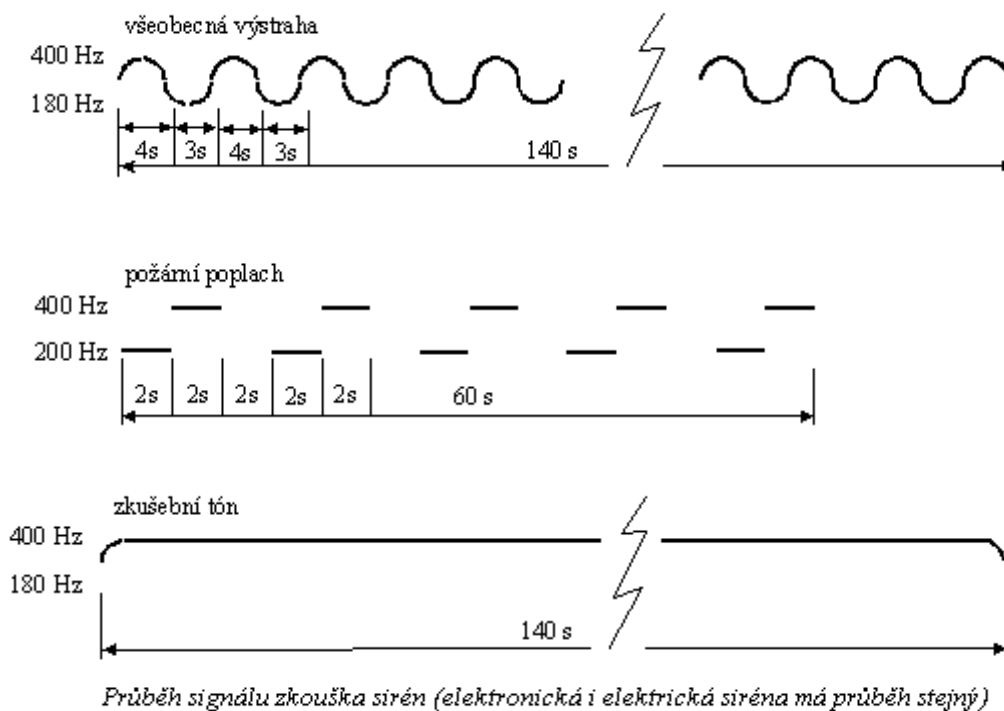 všeobecná výstraha
400 Hz
180 Hz
4s 3s 4s 3s 140 s
požární poplach
400 Hz
200 Hz
2s 2s 2s 2s 2s 60 s
zkušební tón
400 Hz
180 Hz
140 s
Průběh signálu zkouška sirén (elektronická i elektrická siréna má průběh stejný)